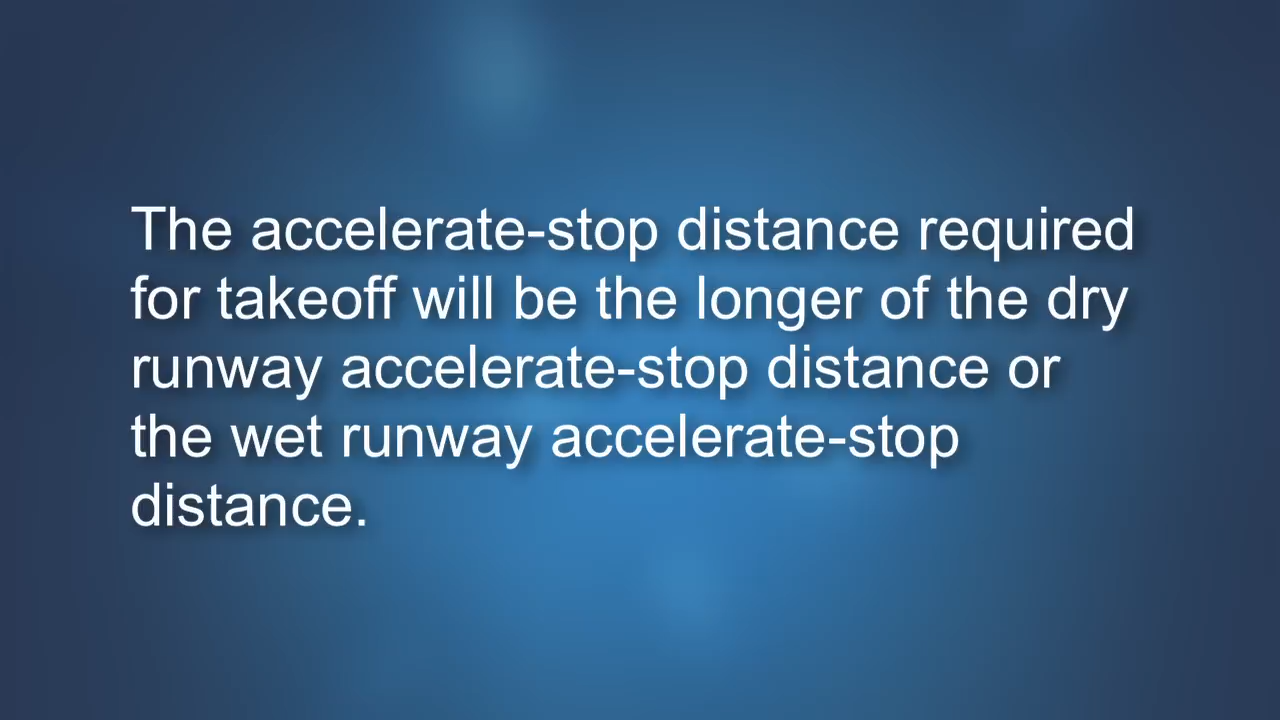 The accelerate-stop distance required
for takeoff will be the longer of the dry
runway accelerate-stop distance or
the wet runway accelerate-stop
distance.